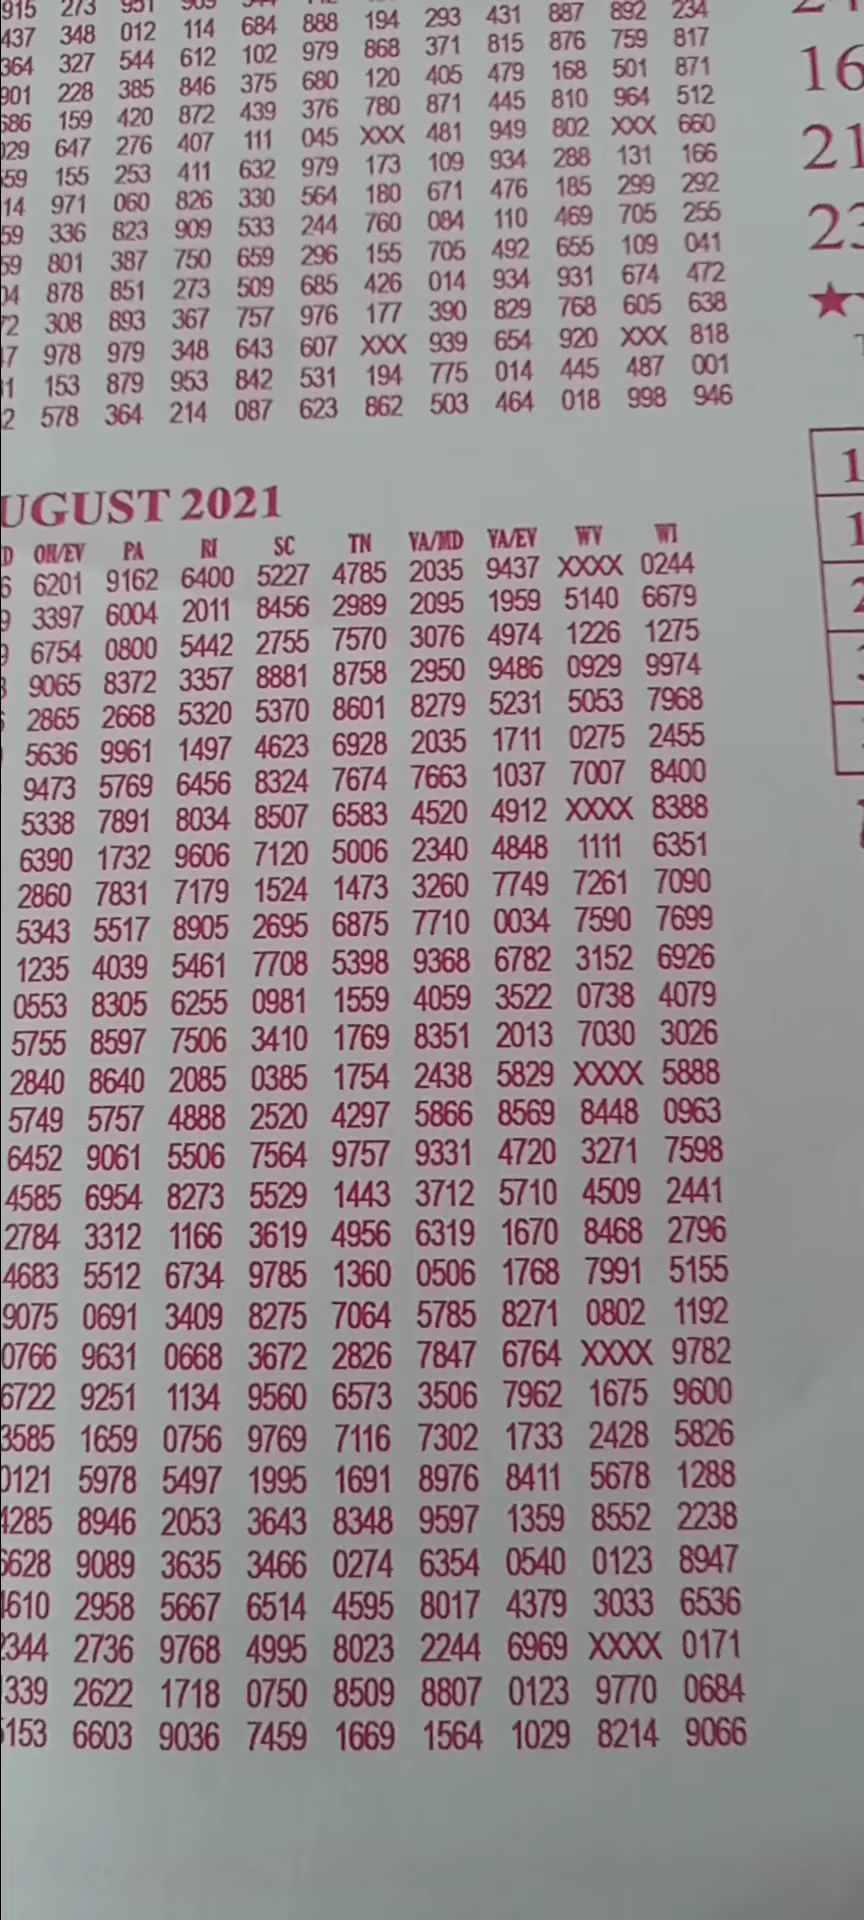 915 273 951 909 344 112 194 293 431 887 892 234
437 348 012 114 684 888 868 371 815 876 759 817
364 327 544 612 102 979 120 405 479 168 501 871
901 228 385 846 375 680 780 871 445 810 964 512
686 159 420 872 439 376 XXX 481 949 802 XXX 660
029 647 276 407 111 045 173 109 934 288 131 166
59 155 253 411 632 979 180 671 476 185 299 292
14 971 060 826 330 564 760 084 110 469 705 255
59 336 823 909 533 244 155 705 492 655 109 041
59 801 387 750 659 296 426 014 934 931 674 472
04 878 851 273 509 685 177 390 829 768 605 638
72 308 893 367 757 976 XXX 939 654 920 XXX 818
17 978 979 348 643 607 194 775 014 445 487 001
1 153 879 953 842 531 862 503 464 018 998 946
2 578 364 214 087 623
UGUST 2021
D OH/EV PA RI SC TN VA/MD VA/EV WY WI
6 6201 9162 6400 5227 4785 2035 9437 XXXX 0244
9 3397 6004 2011 8456 2989 2095 1959 5140 6679
9 6754 0800 5442 2755 7570 3076 4974 1226 1275
9065 8372 3357 8881 8758 2950 9486 0929 9974
2865 2668 5320 5370 8601 8279 5231 5053 7968
5636 9961 1497 4623 6928 2035 1711 0275 2455
9473 5769 6456 8324 7674 7663 1037 7007 8400
5338 7891 8034 8507 6583 4520 4912 XXXX 8388
6390 1732 9606 7120 5006 2340 4848 1111 6351
2860 7831 7179 1524 1473 3260 7749 7261 7090
5343 5517 8905 2695 6875 7710 0034 7590 7699
1235 4039 5461 7708 5398 9368 6782 3152 6926
0553 8305 6255 0981 1559 4059 3522 0738 4079
5755 8597 7506 3410 1769 8351 2013 7030 3026
2840 8640 2085 0385 1754 2438 5829 XXXX 5888
5749 5757 4888 2520 4297 5866 8569 8448 0963
6452 9061 5506 7564 9757 9331 4720 3271 7598
4585 6954 8273 5529 1443 3712 5710 4509 2441
2784 3312 1166 3619 4956 6319 1670 8468 2796
4683 5512 6734 9785 1360 0506 1768 7991 5155
9075 0691 3409 8275 7064 5785 8271 0802 1192
0766 9631 0668 3672 2826 7847 6764 XXXX 9782
6722 9251 1134 9560 6573 3506 7962 1675 9600
3585 1659 0756 9769 7116 7302 1733 2428 5826
0121 5978 5497 1995 1691 8976 8411 5678 1288
4285 8946 2053 3643 8348 9597 1359 8552 2238
6628 9089 3635 3466 0274 6354 0540 0123 8947
4610 2958 5667 6514 4595 8017 4379 3033 6536
2344 2736 9768 4995 8023 2244 6969 XXXX 0171
339 2622 1718 0750 8509 8807 0123 9770 0684
5153 6603 9036 7459 1669 1564 1029 8214 9066
16
21
23
1
1